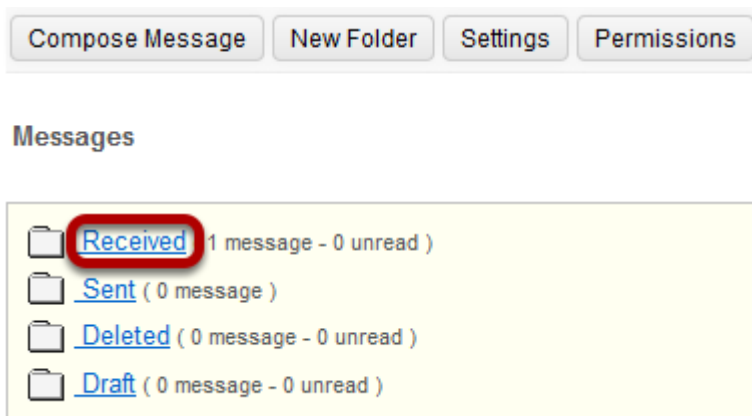 Compose Message New Folder Settings Permissions
Messages
Received 1 message - 0 unread )
Sent ( 0 message )
Deleted ( 0 message - 0 unread )
Draft ( 0 message - 0 unread )